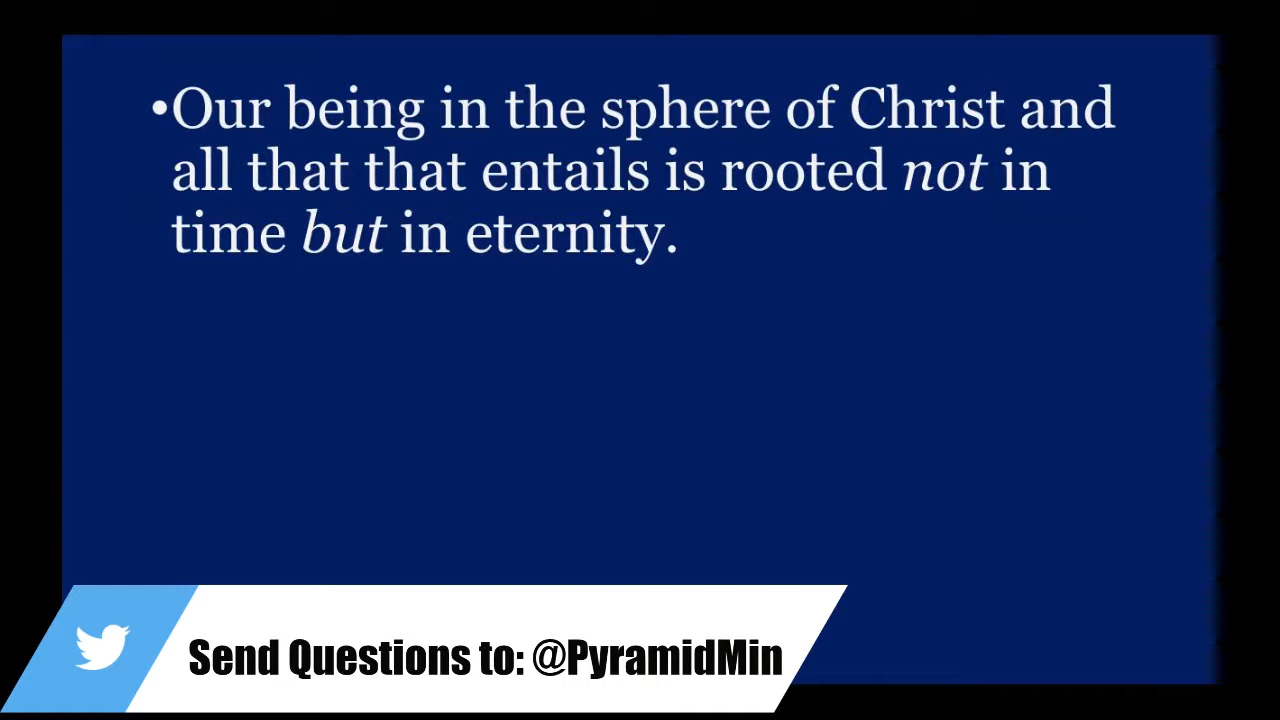 •Our being in the sphere of Christ and
all that that entails is rooted not in
time but in eternity.
Send Questions to: @PyramidMin